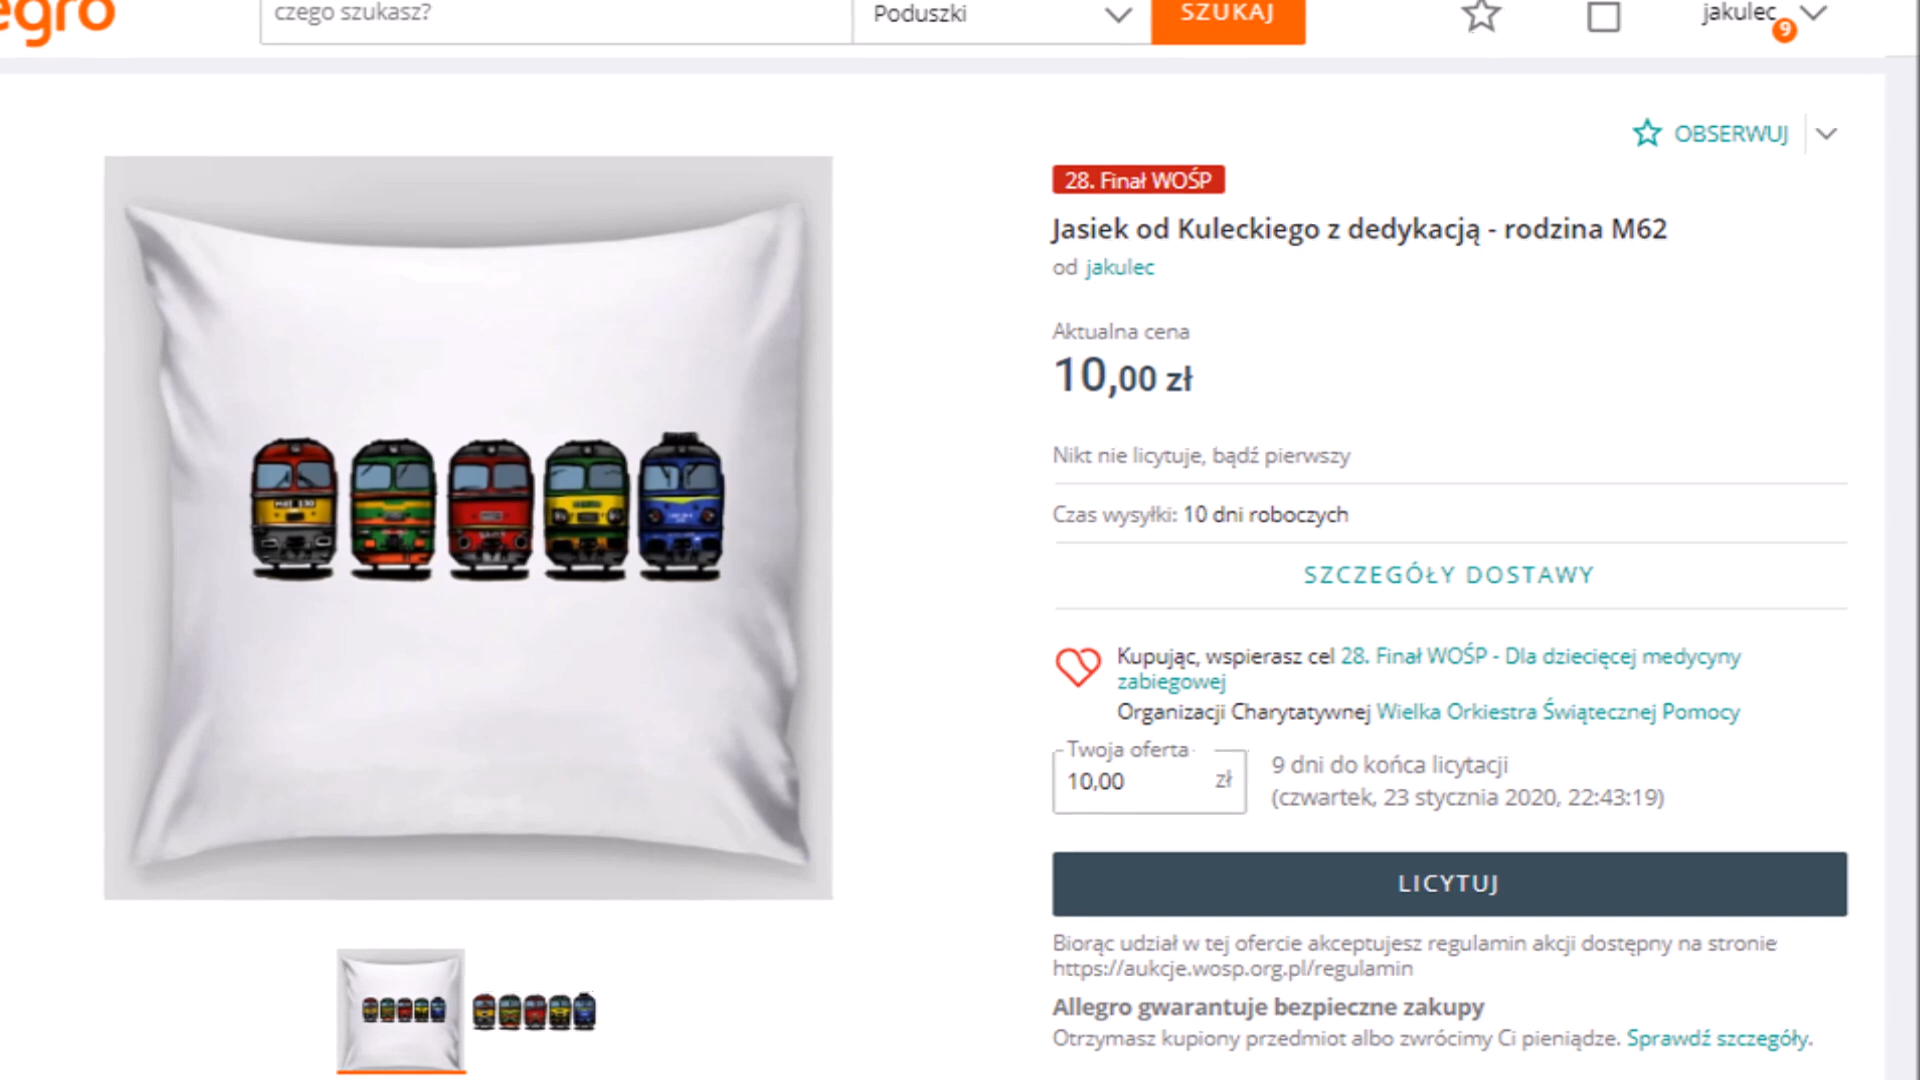 egro
czego szukasz?
Poduszki
SZUKAJ
jakulec
9
OBSERWUJ
28. Finał WOŚP
Jasiek od Kuleckiego z dedykacją - rodzina M62
od jakulec
Aktualna cena
10,00 zł
Nikt nie licytuje, bądź pierwszy
Czas wysyłki: 10 dni roboczych
SZCZEGÓŁY DOSTAWY
Kupując, wspierasz cel 28. Finał WOŚP - Dla dziecięcej medycyny
zabiegowej
Organizacji Charytatywnej Wielka Orkiestra Świątecznej Pomocy
Twoja oferta
10,00 zł
9 dni do końca licytacji
(czwartek, 23 stycznia 2020, 22:43:19)
LICYTUJ
Biorąc udział w tej ofercie akceptujesz regulamin akcji dostępny na stronie
https://aukcje.wosp.org.pl/regulamin
Allegro gwarantuje bezpieczne zakupy
Otrzymasz kupiony przedmiot albo zwrócimy Ci pieniądze. Sprawdź szczegóły.